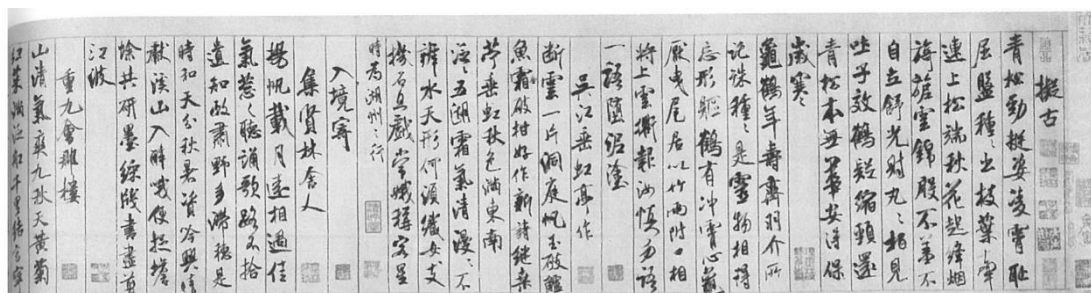 擬古
青松勁挺姿凌霄恥
屈盤種々出枝葉牽
連上松端秋花起絳烟
旖旎雲錦殷不羞不
自立舒光射丸々柏見
吐子效鶴疑縮頸還
青松本無華安得保
歲寒
龜鶴年壽齊羽介所
託殊種々是靈物相得
忘形軀鶴有冲霄心龜
厭曳尾居以竹兩附口相
將上雲衢報汝慎勿語
一語墮泥塗
吳江垂虹亭作
斷雲一片洞庭帆玉破鱸
魚霜破柑好作新詩繼桑
苧垂虹秋色滿東南
泛々五湖霜氣清漫々不
辨水天形何須織女支
機石且戲常娥稱客星
時為湖州之行
入境寄
集賢林舍人
揚帆載月遠相過佳
氣蔥々聽誦歌路不拾
遺知政肅野多滯穗是
時和天分秋暑資吟興晴
獻溪山入醉哦便捉蟾
蜍共研墨綵牋書盡剪
江波
重九會郡樓
山清氣爽九秋天黃菊
紅茱滿泛船千里結言寧